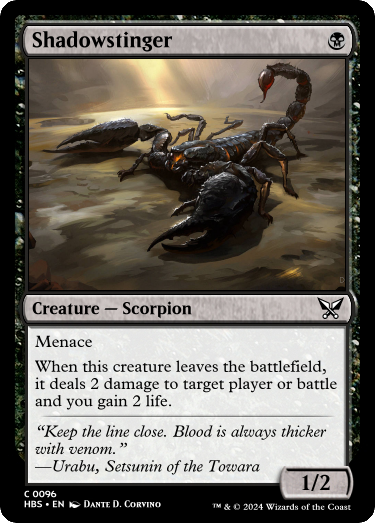 Shadowstinger
Creature — Scorpion
Menace
When this creature leaves the battlefield,
it deals 2 damage to target player or battle
and you gain 2 life.
“Keep the line close. Blood is always thicker
with venom.”
—Urabu, Setsunin of the Towara
1/2
C 0096
HBS • EN Dante D. Corvino
™ & © 2024 Wizards of the Coast